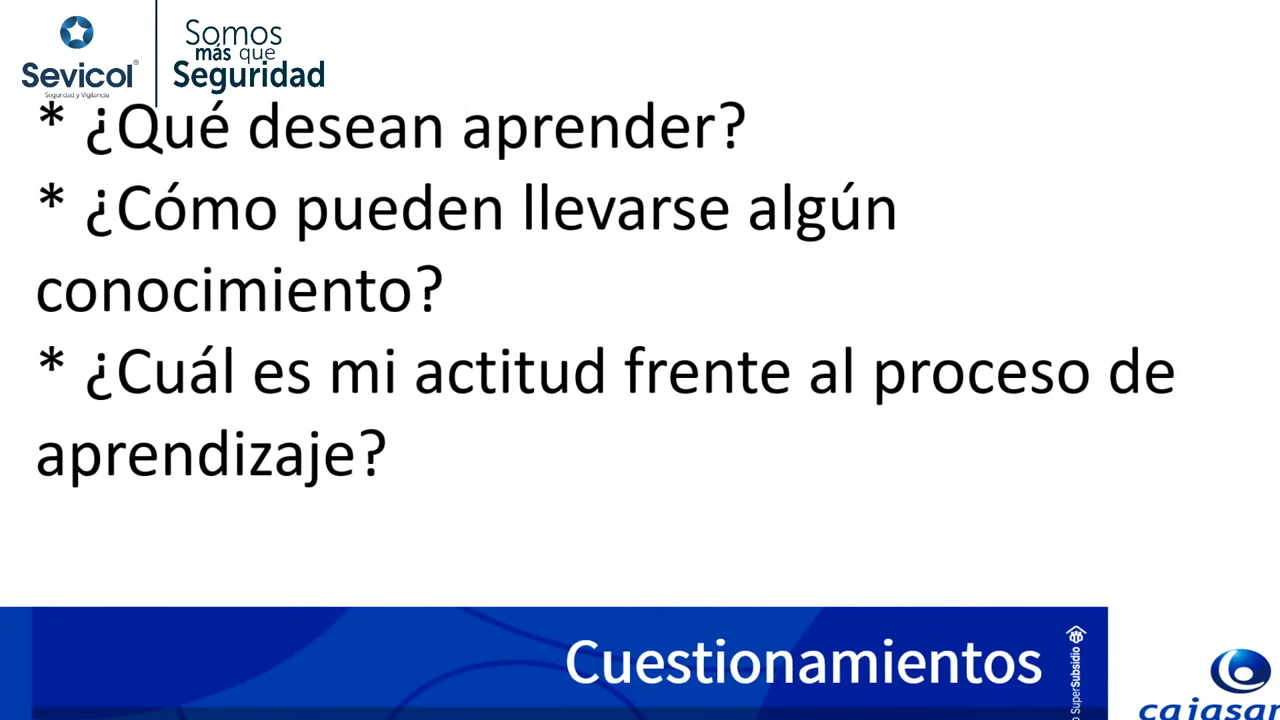 Sevicol
Seguridad y Vigilancia
Somos
más que
Seguridad
* ¿Qué desean aprender?
* ¿Cómo pueden llevarse algún
conocimiento?
* ¿Cuál es mi actitud frente al proceso de
aprendizaje?
Cuestionamientos
SuperSubsidio
cajasan